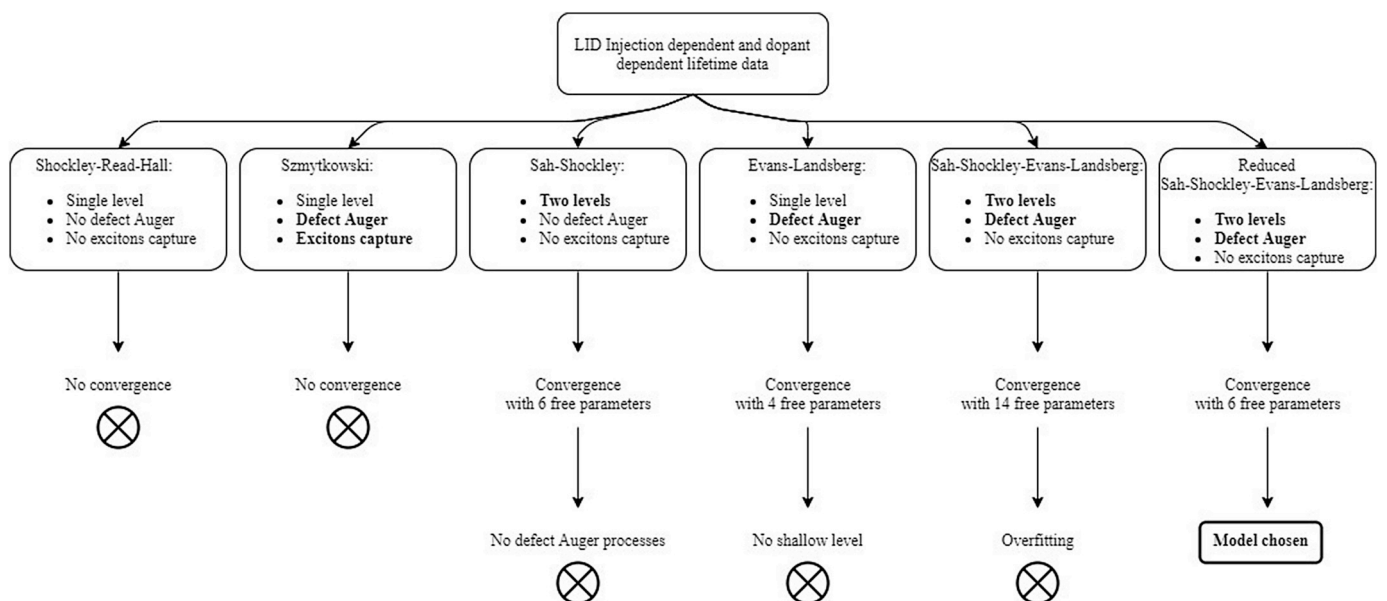 LID Injection dependent and dopant
dependent lifetime data
Shockley-Read-Hall:
• Single level
• No defect Auger
• No excitons capture
Szmytkowski:
• Single level
• Defect Auger
• Excitons capture
Sah-Shockley:
• Two levels
• No defect Auger
• No excitons capture
Evans-Landsberg:
• Single level
• Defect Auger
• No excitons capture
Sah-Shockley-Evans-Landsberg:
• Two levels
• Defect Auger
• No excitons capture
Reduced
Sah-Shockley-Evans-Landsberg:
• Two levels
• Defect Auger
• No excitons capture
No convergence
No convergence
Convergence
with 6 free parameters
Convergence
with 4 free parameters
Convergence
with 14 free parameters
Convergence
with 6 free parameters
No defect Auger processes
No shallow level
Overfitting
Model chosen